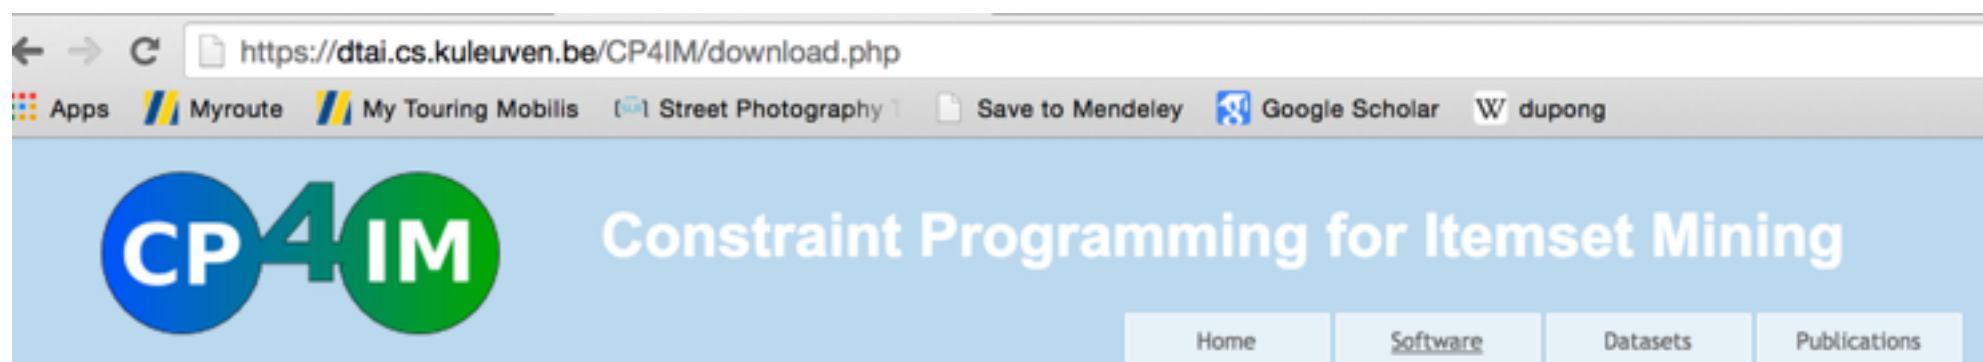 https://dtai.cs.kuleuven.be/CP4IM/download.php
Apps Myroute My Touring Mobilis Street Photography Save to Mendeley Google Scholar W dupong
CP4IM Constraint Programming for Itemset Mining
Home Software Datasets Publications